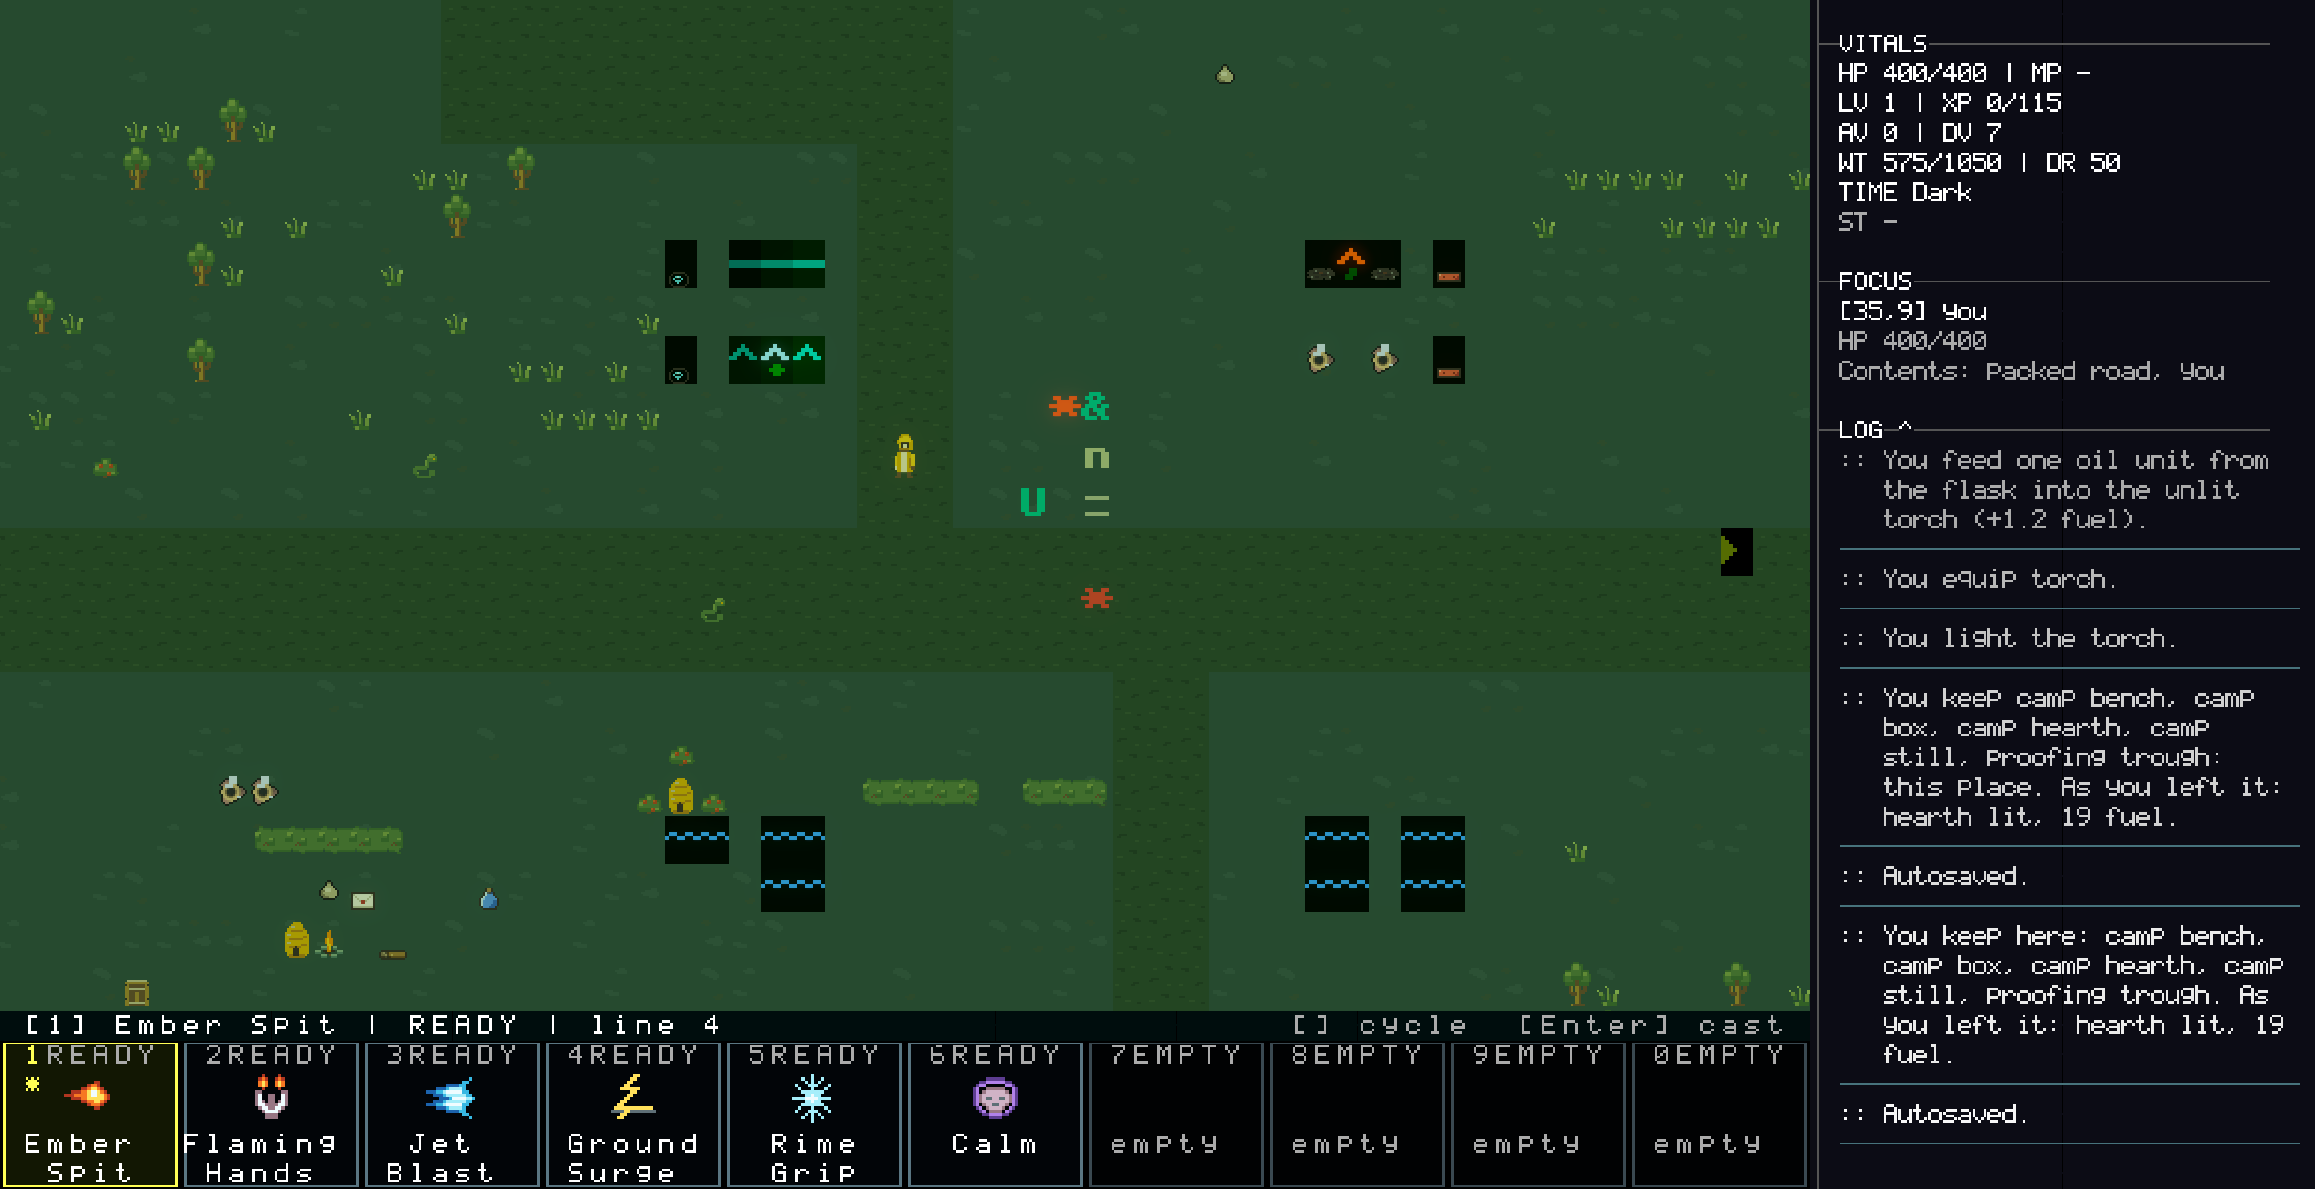 VITALS
HP 400/400 | MP -
LV 1 | XP 0/115
AV 0 | DV 7
WT 575/1050 | DR 50
TIME Dark
ST -
FOCUS
[35,9] You
HP 400/400
Contents: Packed road, You
LOG ^
:: You feed one oil unit from
the flask into the unlit
torch (+1.2 fuel).
:: You equip torch.
:: You light the torch.
:: You keep camp bench, camp
box, camp hearth, camp
still, proofing trough:
this place. As you left it:
hearth lit, 19 fuel.
:: Autosaved.
:: You keep here: camp bench,
camp box, camp hearth, camp
still, proofing trough. As
you left it: hearth lit, 19
fuel.
:: Autosaved.
&
n
U =
[1] Ember Spit | READY | line 4 [] cycle [Enter] cast
1READY 2READY 3READY 4READY 5READY 6READY 7EMPTY 8EMPTY 9EMPTY 0EMPTY
Ember Flaming Jet Ground Rime Calm empty empty empty empty
Spit Hands Blast Surge Grip